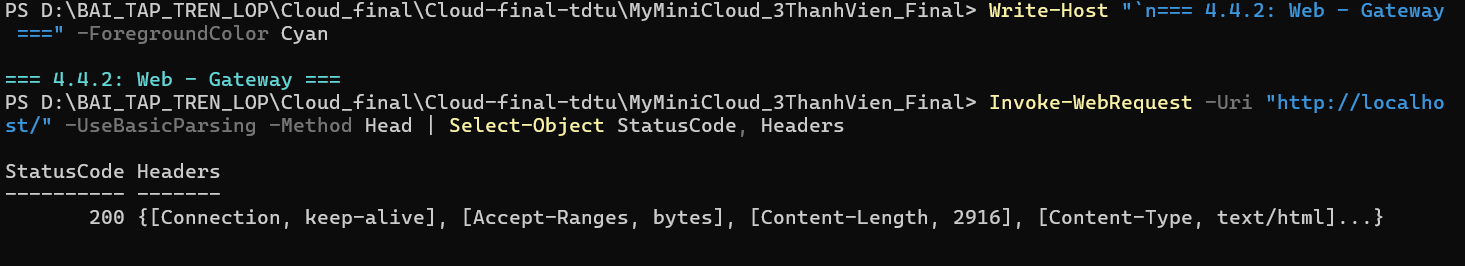 PS D:\BAI_TAP_TREN_LOP\Cloud_final\Cloud-final-tdtu\MyMiniCloud_3ThanhVien_Final> Write-Host "`n=== 4.4.2: Web - Gateway
 ===" -ForegroundColor Cyan
=== 4.4.2: Web - Gateway ===
PS D:\BAI_TAP_TREN_LOP\Cloud_final\Cloud-final-tdtu\MyMiniCloud_3ThanhVien_Final> Invoke-WebRequest -Uri "http://localho
st/" -UseBasicParsing -Method Head | Select-Object StatusCode, Headers
StatusCode Headers
---------- -------
       200 {[Connection, keep-alive], [Accept-Ranges, bytes], [Content-Length, 2916], [Content-Type, text/html]...}